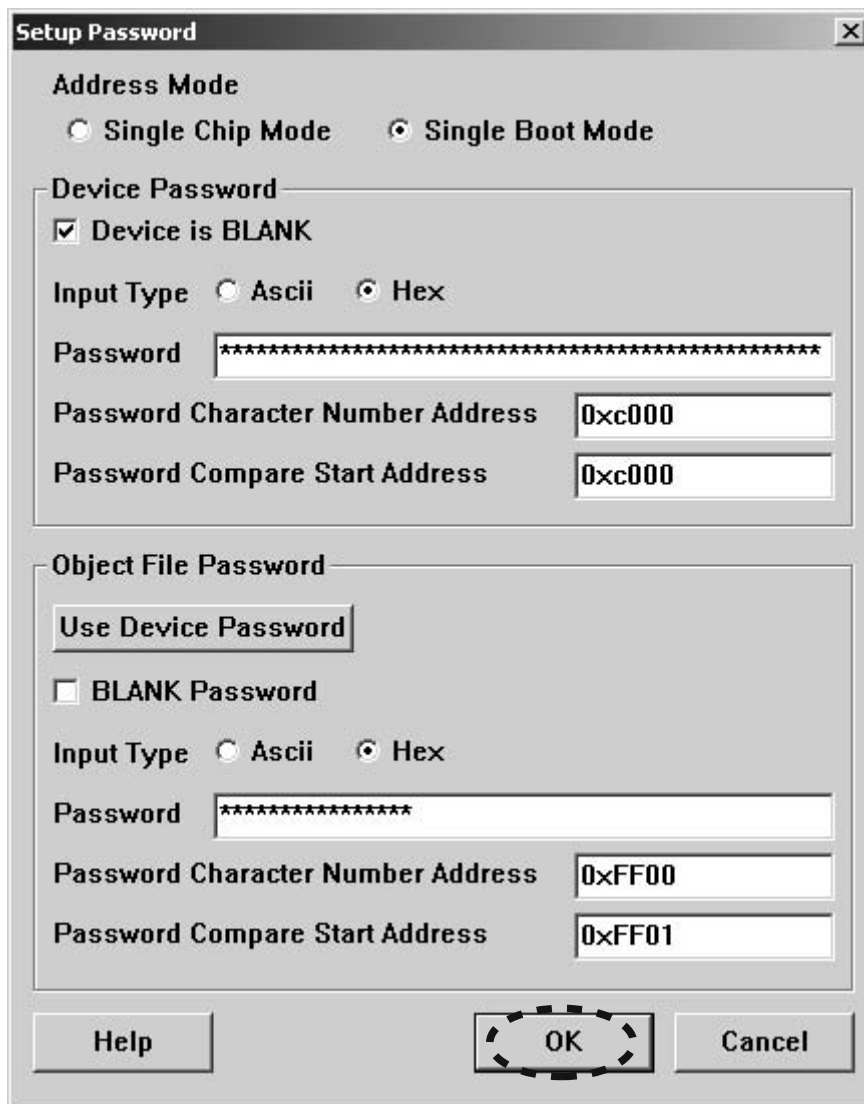 Setup Password
Address Mode
Single Chip Mode Single Boot Mode
Device Password
Device is BLANK
Input Type Ascii Hex
Password **************************************************
Password Character Number Address 0xc000
Password Compare Start Address 0xc000
Object File Password
Use Device Password
BLANK Password
Input Type Ascii Hex
Password ****************
Password Character Number Address 0xFF00
Password Compare Start Address 0xFF01
Help OK Cancel